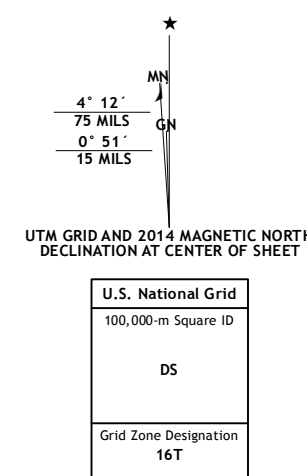 MN
4° 12´
75 MILS
GN
0° 51´
15 MILS
UTM GRID AND 2014 MAGNETIC NORTH
DECLINATION AT CENTER OF SHEET
U.S. National Grid
100,000-m Square ID
DS
Grid Zone Designation
16T